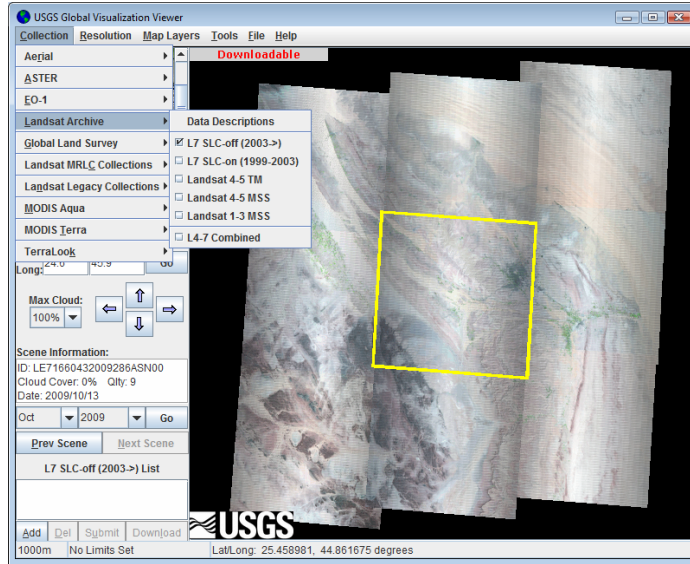 USGS Global Visualization Viewer
Collection Resolution Map Layers Tools File Help
Downloadable
Aerial
ASTER
EO-1
Landsat Archive
Data Descriptions
Global Land Survey
L7 SLC-off (2003->)
Landsat MRLC Collections
L7 SLC-on (1999-2003)
Landsat 4-5 TM
Landsat Legacy Collections
Landsat 4-5 MSS
MODIS Aqua
Landsat 1-3 MSS
MODIS Terra
L4-7 Combined
TerraLook
Long: 24.6 45.9 Go
Max Cloud:
100%
Scene Information:
ID: LE71660432009286ASN00
Cloud Cover: 0% Qlty: 9
Date: 2009/10/13
Oct 2009 Go
Prev Scene Next Scene
L7 SLC-off (2003->) List
Add Del Submit Download
USGS
1000m No Limits Set Lat/Long: 25.458981, 44.861675 degrees